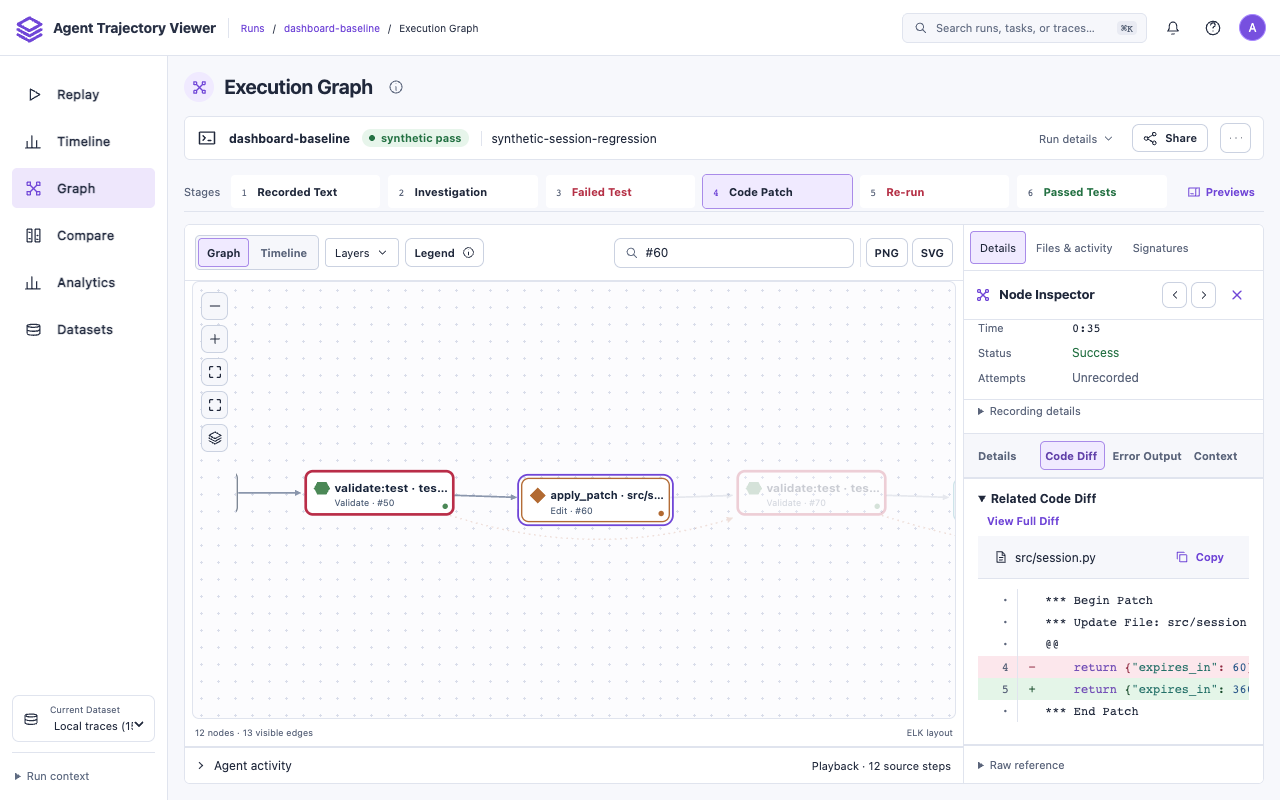 Agent Trajectory Viewer
Runs / dashboard-baseline / Execution Graph
Search runs, tasks, or traces... ⌘K
A
Replay
Timeline
Graph
Compare
Analytics
Datasets
Current Dataset
Local traces (1
Run context
Execution Graph
dashboard-baseline
synthetic pass
synthetic-session-regression
Run details
Share
...
Stages
1 Recorded Text
2 Investigation
3 Failed Test
4 Code Patch
5 Re-run
6 Passed Tests
Previews
Graph
Timeline
Layers
Legend
#60
PNG
SVG
validate:test · tes...
Validate · #50
apply_patch · src/s...
Edit · #60
validate:test · tes...
Validate · #70
12 nodes · 13 visible edges
ELK layout
Agent activity
Playback · 12 source steps
Details
Files & activity
Signatures
Node Inspector
Time 0:35
Status Success
Attempts Unrecorded
Recording details
Details
Code Diff
Error Output
Context
Related Code Diff
View Full Diff
src/session.py
Copy
*** Begin Patch
*** Update File: src/session
@@
4 − return {"expires_in": 60
5 + return {"expires_in": 360
*** End Patch
Raw reference